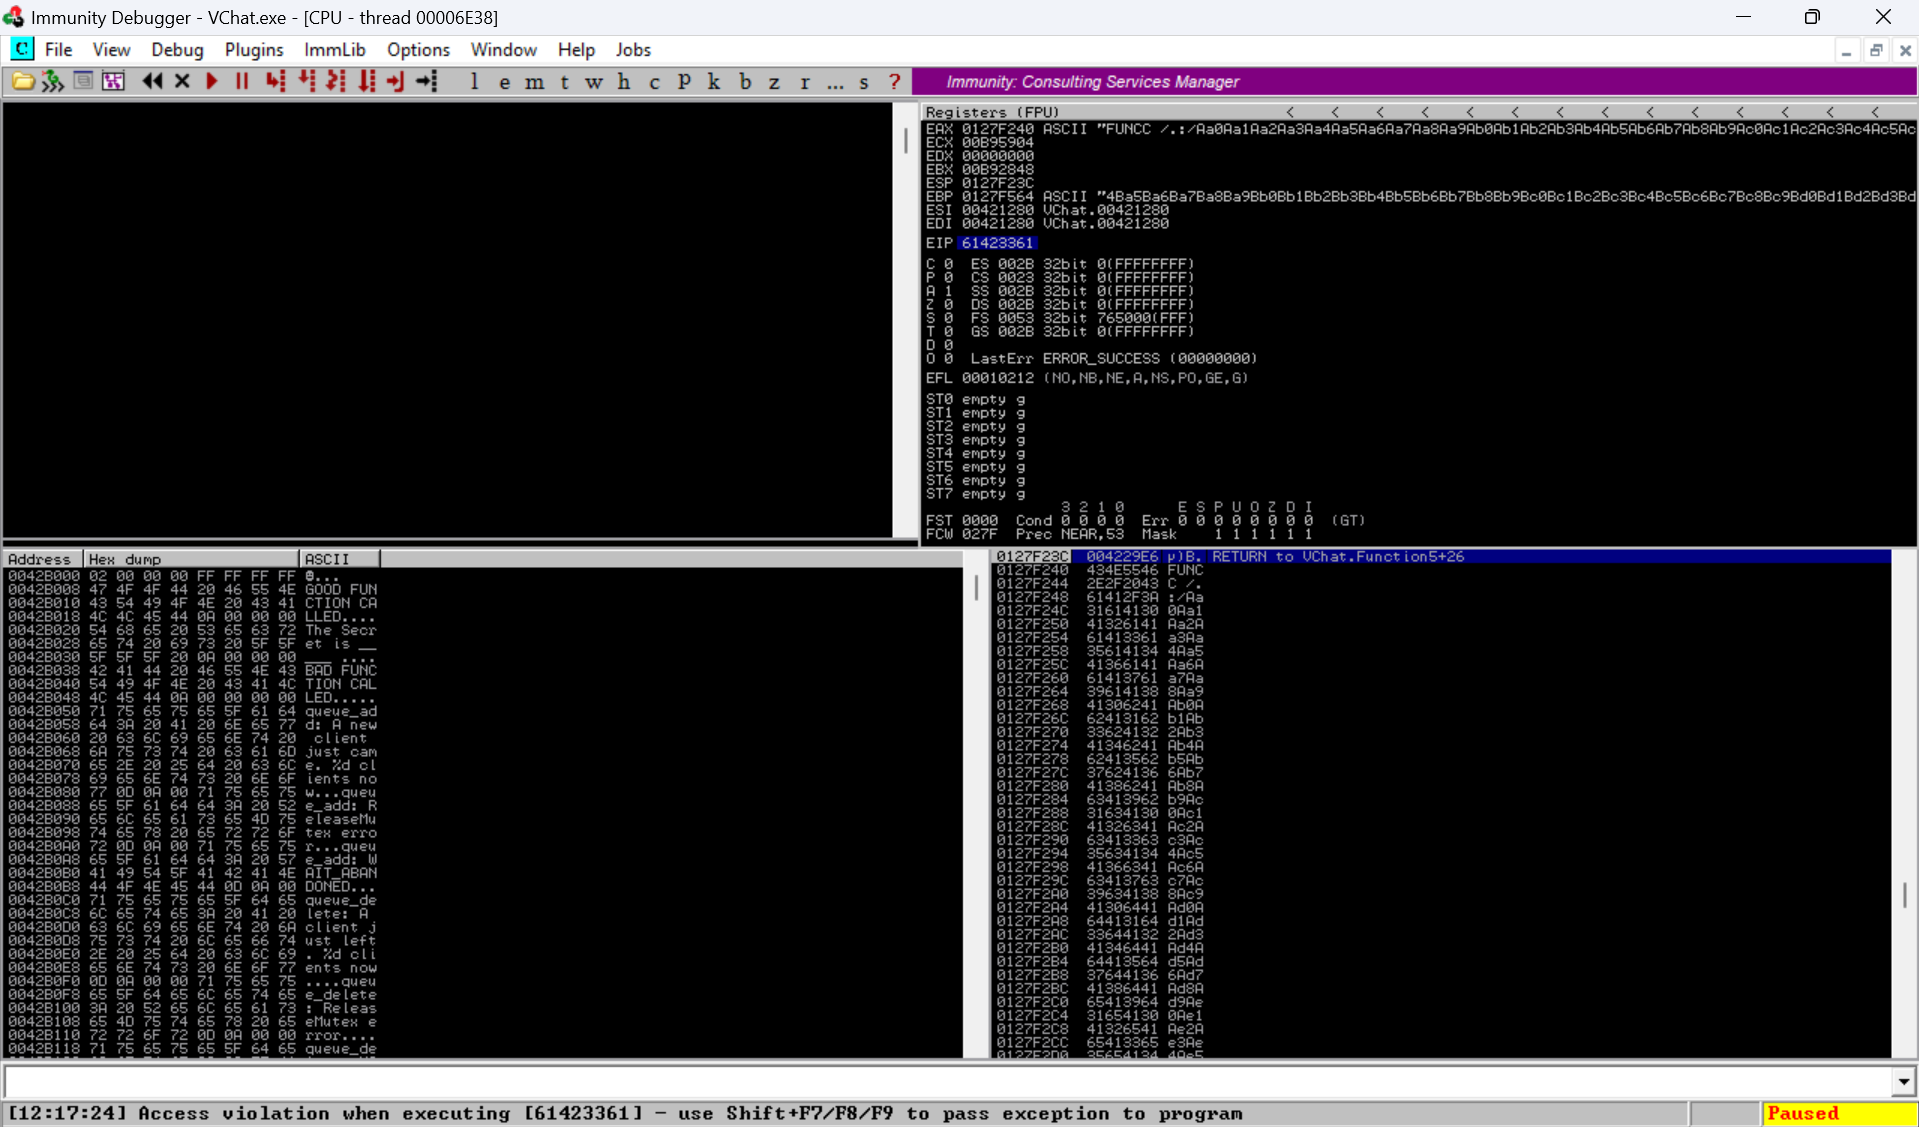 Immunity Debugger - VChat.exe - [CPU - thread 00006E38]
C File View Debug Plugins ImmLib Options Window Help Jobs
l e m t w h c P k b z r ... s ? Immunity: Consulting Services Manager
Registers (FPU) < < < < < < < < < < < < < <
EAX 0127F240 ASCII "FUNCC /.:/Aa0Aa1Aa2Aa3Aa4Aa5Aa6Aa7Aa8Aa9Ab0Ab1Ab2Ab3Ab4Ab5Ab6Ab7Ab8Ab9Ac0Ac1Ac2Ac3Ac4Ac5Ac
ECX 00B95904
EDX 00000000
EBX 00B92848
ESP 0127F23C
EBP 0127F564 ASCII "4Ba5Ba6Ba7Ba8Ba9Bb0Bb1Bb2Bb3Bb4Bb5Bb6Bb7Bb8Bb9Bc0Bc1Bc2Bc3Bc4Bc5Bc6Bc7Bc8Bc9Bd0Bd1Bd2Bd3Bd
ESI 00421280 VChat.00421280
EDI 00421280 VChat.00421280
EIP 61423361
C 0 ES 002B 32bit 0(FFFFFFFF)
P 0 CS 0023 32bit 0(FFFFFFFF)
A 1 SS 002B 32bit 0(FFFFFFFF)
Z 0 DS 002B 32bit 0(FFFFFFFF)
S 0 FS 0053 32bit 765000(FFF)
T 0 GS 002B 32bit 0(FFFFFFFF)
D 0
O 0 LastErr ERROR_SUCCESS (00000000)
EFL 00010212 (NO,NB,NE,A,NS,PO,GE,G)
ST0 empty g
ST1 empty g
ST2 empty g
ST3 empty g
ST4 empty g
ST5 empty g
ST6 empty g
ST7 empty g
3 2 1 0 E S P U O Z D I
FST 0000 Cond 0 0 0 0 Err 0 0 0 0 0 0 0 0 (GT)
FCW 027F Prec NEAR,53 Mask 1 1 1 1 1 1
Address Hex dump ASCII
0042B000 02 00 00 00 FF FF FF FF ...
0042B008 47 4F 4F 44 20 46 55 4E GOOD FUN
0042B010 43 54 49 4F 4E 20 43 41 CTION CA
0042B018 4C 4C 45 44 0A 00 00 00 LLED....
0042B020 54 68 65 20 53 65 63 72 The Secr
0042B028 65 74 20 69 73 20 5F 5F et is __
0042B030 5F 5F 5F 20 0A 00 00 00 ___ ....
0042B038 42 41 44 20 46 55 4E 43 BAD FUNC
0042B040 54 49 4F 4E 20 43 41 4C TION CAL
0042B048 4C 45 44 0A 00 00 00 00 LED.....
0042B050 71 75 65 75 65 5F 61 64 queue_ad
0042B058 64 3A 20 41 20 6E 65 77 d: A new
0042B060 20 63 6C 69 65 6E 74 20 client
0042B068 6A 75 73 74 20 63 61 6D just cam
0042B070 65 2E 20 25 64 20 63 6C e. %d cl
0042B078 69 65 6E 74 73 20 6E 6F ients no
0042B080 77 0D 0A 00 71 75 65 75 w...queu
0042B088 65 5F 61 64 64 3A 20 52 e_add: R
0042B090 65 6C 65 61 73 65 4D 75 eleaseMu
0042B098 74 65 78 20 65 72 72 6F tex erro
0042B0A0 72 0D 0A 00 71 75 65 75 r...queu
0042B0A8 65 5F 61 64 64 3A 20 57 e_add: W
0042B0B0 41 49 54 5F 41 42 41 4E AIT_ABAN
0042B0B8 44 4F 4E 45 44 0D 0A 00 DONED...
0042B0C0 71 75 65 75 65 5F 64 65 queue_de
0042B0C8 6C 65 74 65 3A 20 41 20 lete: A
0042B0D0 63 6C 69 65 6E 74 20 6A client j
0042B0D8 75 73 74 20 6C 65 66 74 ust left
0042B0E0 2E 20 25 64 20 63 6C 69 . %d cli
0042B0E8 65 6E 74 73 20 6E 6F 77 ents now
0042B0F0 0D 0A 00 00 71 75 65 75 ....queu
0042B0F8 65 5F 64 65 6C 65 74 65 e_delete
0042B100 3A 20 52 65 6C 65 61 73 : Releas
0042B108 65 4D 75 74 65 78 20 65 eMutex e
0042B110 72 72 6F 72 0D 0A 00 00 rror....
0042B118 71 75 65 75 65 5F 64 65 queue_de
0127F23C 004229E6 µ)B. RETURN to VChat.Function5+26
0127F240 434E5546 FUNC
0127F244 2E2F2043 C /.
0127F248 61412F3A :/Aa
0127F24C 31614130 0Aa1
0127F250 41326141 Aa2A
0127F254 61413361 a3Aa
0127F258 35614134 4Aa5
0127F25C 41366141 Aa6A
0127F260 61413761 a7Aa
0127F264 39614138 8Aa9
0127F268 41306241 Ab0A
0127F26C 62413162 b1Ab
0127F270 33624132 2Ab3
0127F274 41346241 Ab4A
0127F278 62413562 b5Ab
0127F27C 37624136 6Ab7
0127F280 41386241 Ab8A
0127F284 63413962 b9Ac
0127F288 31634130 0Ac1
0127F28C 41326341 Ac2A
0127F290 63413363 c3Ac
0127F294 35634134 4Ac5
0127F298 41366341 Ac6A
0127F29C 63413763 c7Ac
0127F2A0 39634138 8Ac9
0127F2A4 41306441 Ad0A
0127F2A8 64413164 d1Ad
0127F2AC 33644132 2Ad3
0127F2B0 41346441 Ad4A
0127F2B4 64413564 d5Ad
0127F2B8 37644136 6Ad7
0127F2BC 41386441 Ad8A
0127F2C0 65413964 d9Ae
0127F2C4 31654130 0Ae1
0127F2C8 41326541 Ae2A
0127F2CC 65413365 e3Ae
0127F2D0 35654134 4Ae5
[12:17:24] Access violation when executing [61423361] - use Shift+F7/F8/F9 to pass exception to program
Paused